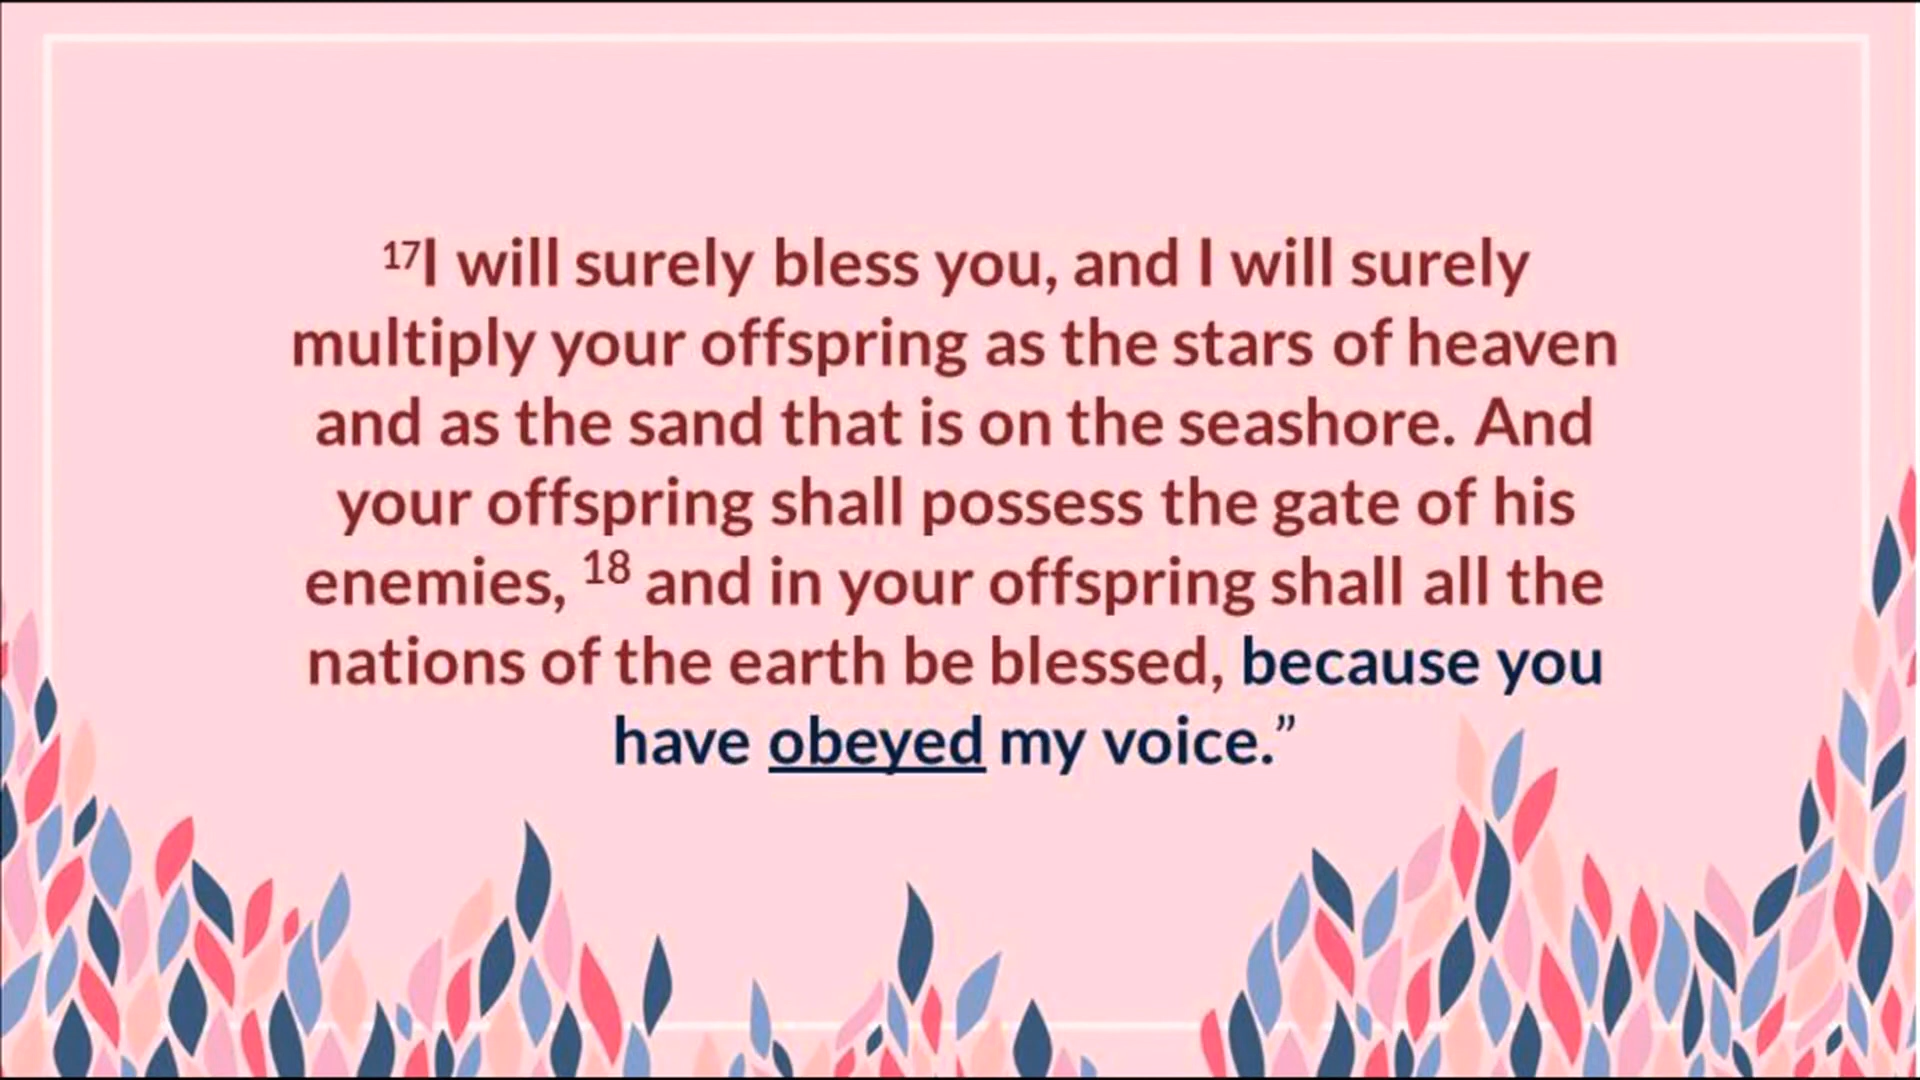 17I will surely bless you, and I will surely
multiply your offspring as the stars of heaven
and as the sand that is on the seashore. And
your offspring shall possess the gate of his
enemies, 18 and in your offspring shall all the
nations of the earth be blessed, because you
have obeyed my voice.”